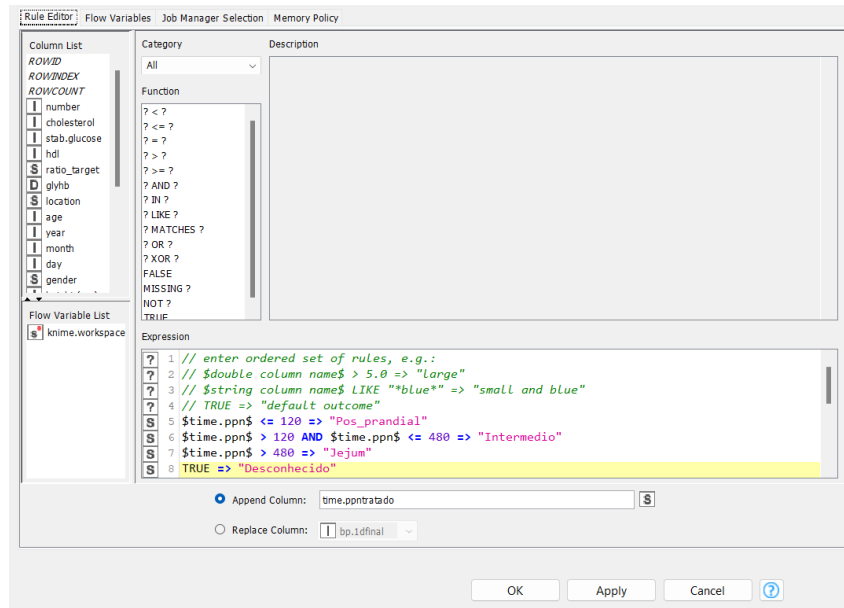 Rule Editor Flow Variables Job Manager Selection Memory Policy
Column List
ROWID
ROWINDEX
ROWCOUNT
I number
I cholesterol
I stab.glucose
I hdl
S ratio_target
D glyhb
S location
I age
I year
I month
I day
S gender
Flow Variable List
s knime.workspace
Category
All
Function
? < ?
? <= ?
? = ?
? > ?
? >= ?
? AND ?
? IN ?
? LIKE ?
? MATCHES ?
? OR ?
? XOR ?
FALSE
MISSING ?
NOT ?
TRUE
Description
Expression
? 1 // enter ordered set of rules, e.g.:
? 2 // $double column name$ > 5.0 => "large"
? 3 // $string column name$ LIKE "*blue*" => "small and blue"
? 4 // TRUE => "default outcome"
S 5 $time.ppn$ <= 120 => "Pos_prandial"
S 6 $time.ppn$ > 120 AND $time.ppn$ <= 480 => "Intermedio"
S 7 $time.ppn$ > 480 => "Jejum"
S 8 TRUE => "Desconhecido"
Append Column: time.ppntratado S
Replace Column: I bp.1dfinal
OK Apply Cancel ?